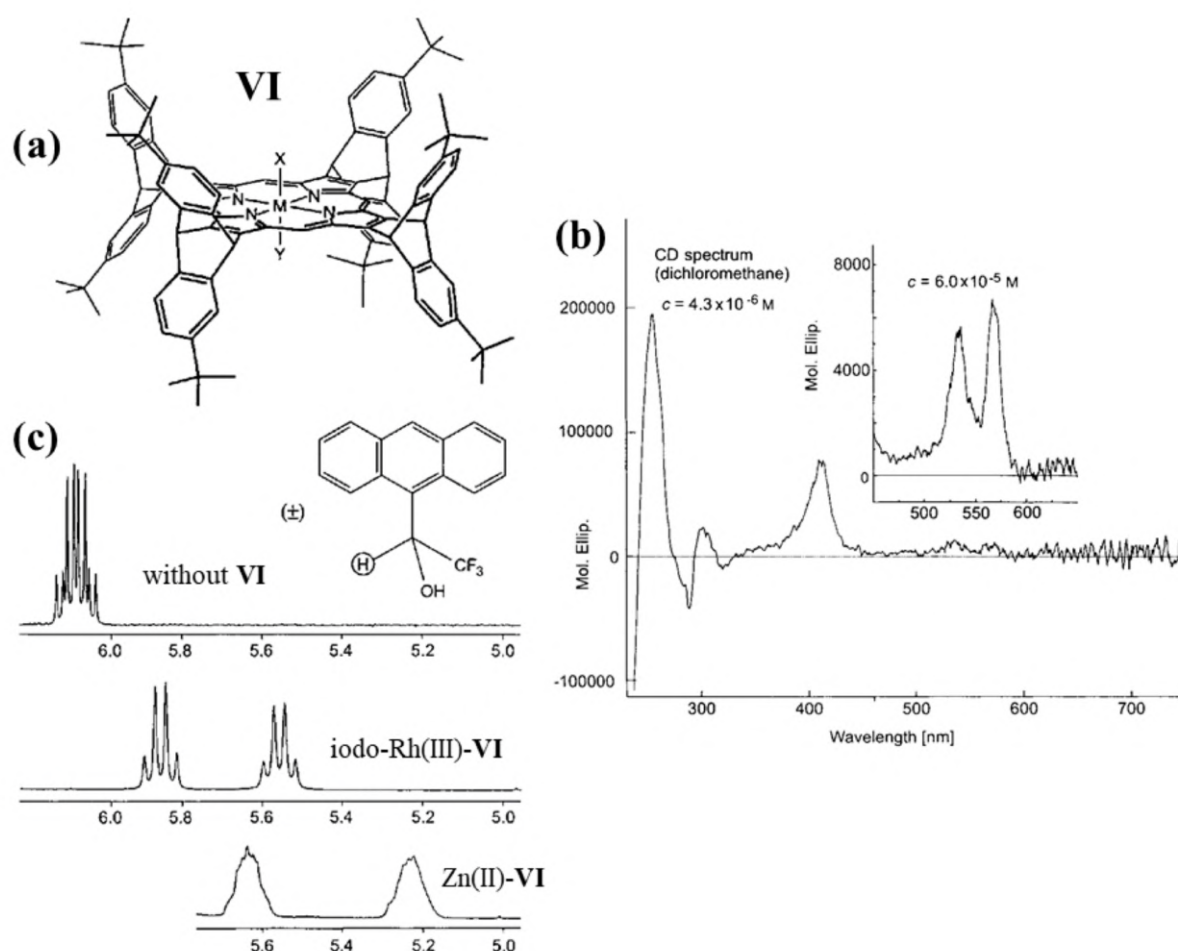 VI
(a)
X
N
N
M
N
N
Y
(b)
CD spectrum
(dichloromethane)
c = 4.3 x 10⁻⁶ M
c = 6.0 x 10⁻⁵ M
Mol. Ellip.
8000
4000
0
500
550
600
Mol. Ellip.
200000
100000
0
-100000
300
400
500
600
700
Wavelength [nm]
(c)
(±)
H
CF₃
OH
without VI
6.0
5.8
5.6
5.4
5.2
5.0
iodo-Rh(III)-VI
6.0
5.8
5.6
5.4
5.2
5.0
Zn(II)-VI
5.6
5.4
5.2
5.0